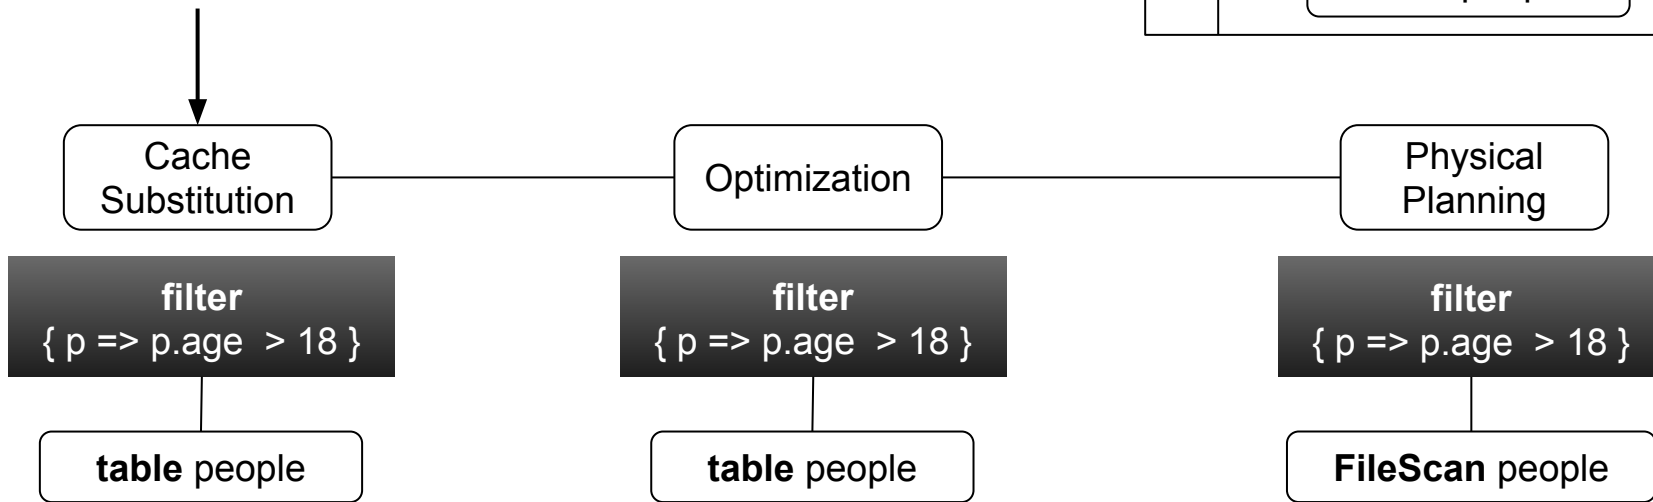 Cache
Substitution
Optimization
Physical
Planning
filter
{ p => p.age  > 18 }
filter
{ p => p.age  > 18 }
filter
{ p => p.age  > 18 }
table people
table people
FileScan people